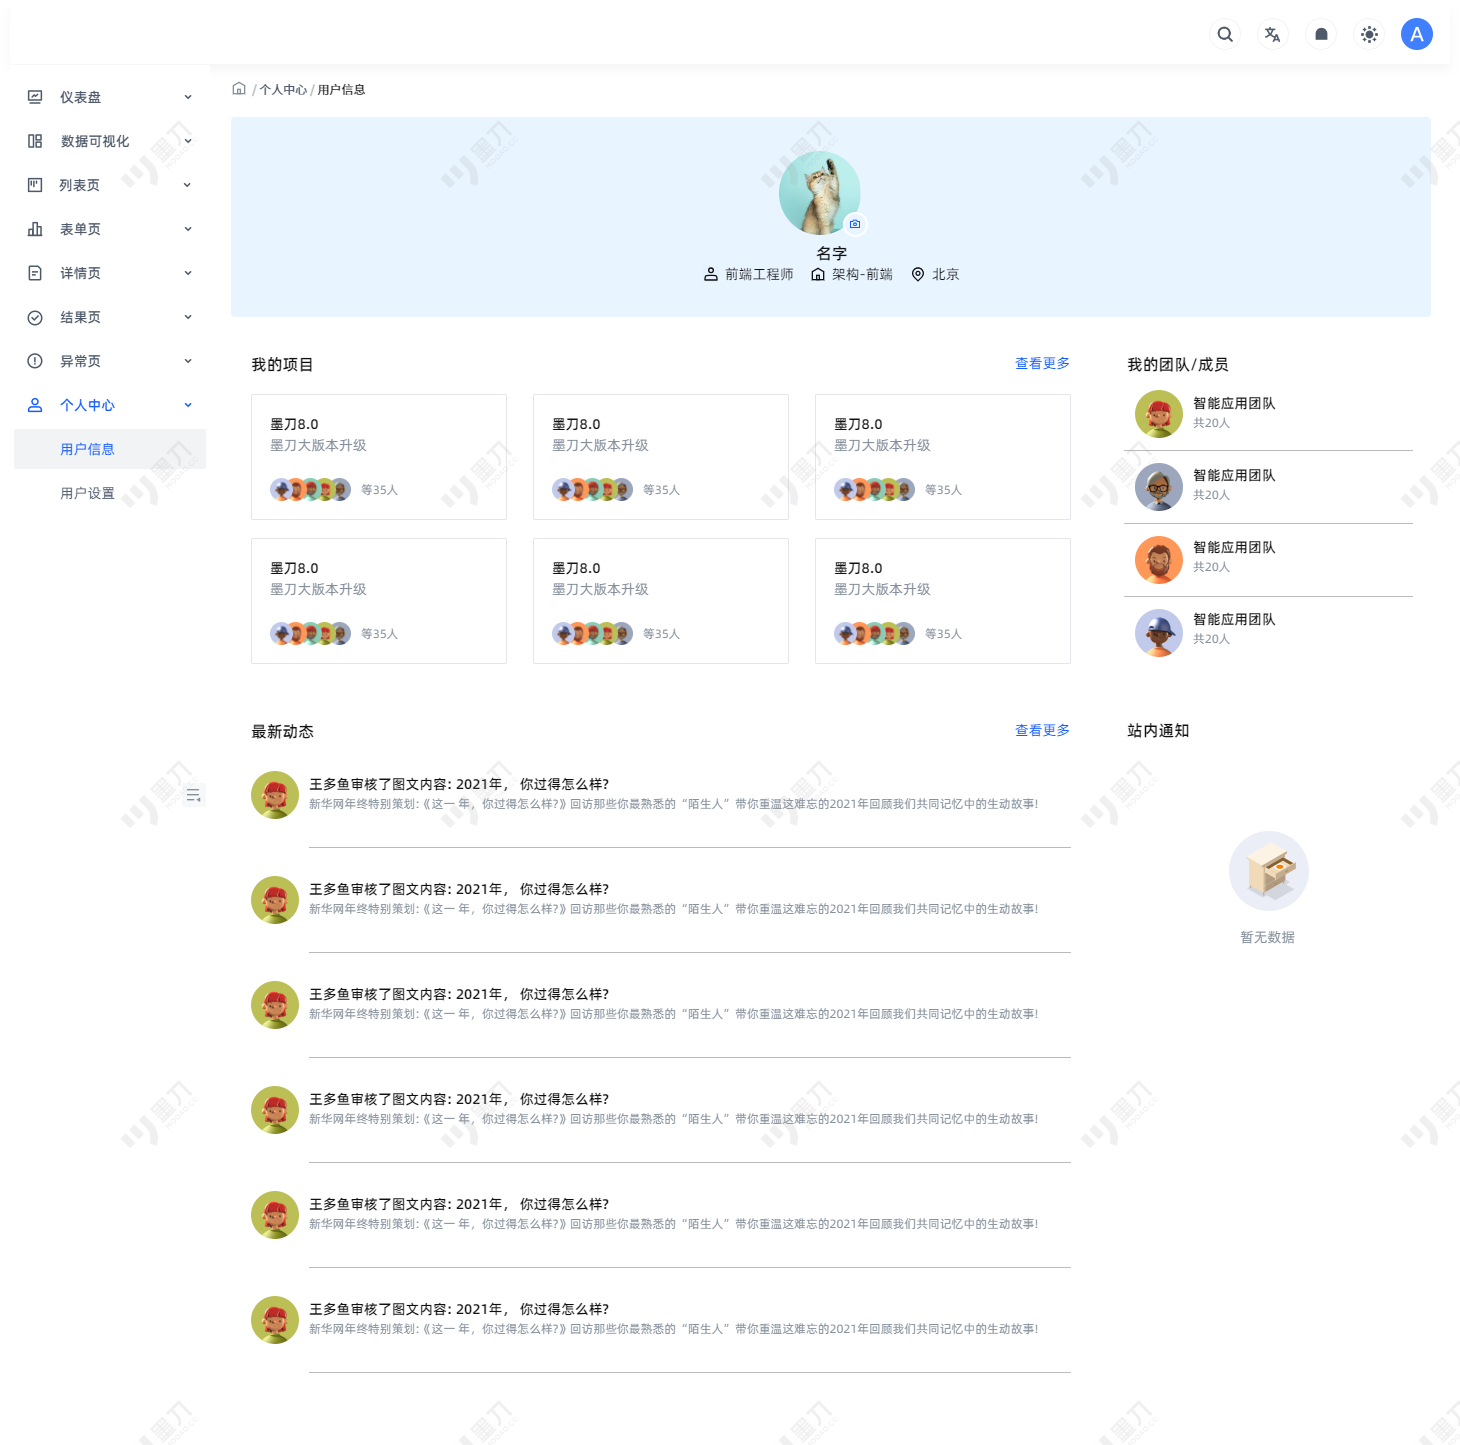 A
仪表盘
数据可视化
列表页
表单页
详情页
结果页
异常页
个人中心
用户信息
用户设置
/ 个人中心 / 用户信息
名字
前端工程师 架构-前端 北京
我的项目 查看更多
墨刀8.0
墨刀大版本升级
等35人
墨刀8.0
墨刀大版本升级
等35人
墨刀8.0
墨刀大版本升级
等35人
墨刀8.0
墨刀大版本升级
等35人
墨刀8.0
墨刀大版本升级
等35人
墨刀8.0
墨刀大版本升级
等35人
我的团队/成员
智能应用团队
共20人
智能应用团队
共20人
智能应用团队
共20人
智能应用团队
共20人
最新动态 查看更多
王多鱼审核了图文内容: 2021年， 你过得怎么样?
新华网年终特别策划:《这一 年，你过得怎么样?》回访那些你最熟悉的“陌生人”带你重温这难忘的2021年回顾我们共同记忆中的生动故事!
王多鱼审核了图文内容: 2021年， 你过得怎么样?
新华网年终特别策划:《这一 年，你过得怎么样?》回访那些你最熟悉的“陌生人”带你重温这难忘的2021年回顾我们共同记忆中的生动故事!
王多鱼审核了图文内容: 2021年， 你过得怎么样?
新华网年终特别策划:《这一 年，你过得怎么样?》回访那些你最熟悉的“陌生人”带你重温这难忘的2021年回顾我们共同记忆中的生动故事!
王多鱼审核了图文内容: 2021年， 你过得怎么样?
新华网年终特别策划:《这一 年，你过得怎么样?》回访那些你最熟悉的“陌生人”带你重温这难忘的2021年回顾我们共同记忆中的生动故事!
王多鱼审核了图文内容: 2021年， 你过得怎么样?
新华网年终特别策划:《这一 年，你过得怎么样?》回访那些你最熟悉的“陌生人”带你重温这难忘的2021年回顾我们共同记忆中的生动故事!
王多鱼审核了图文内容: 2021年， 你过得怎么样?
新华网年终特别策划:《这一 年，你过得怎么样?》回访那些你最熟悉的“陌生人”带你重温这难忘的2021年回顾我们共同记忆中的生动故事!
站内通知
暂无数据
墨刀
MODAO.CC